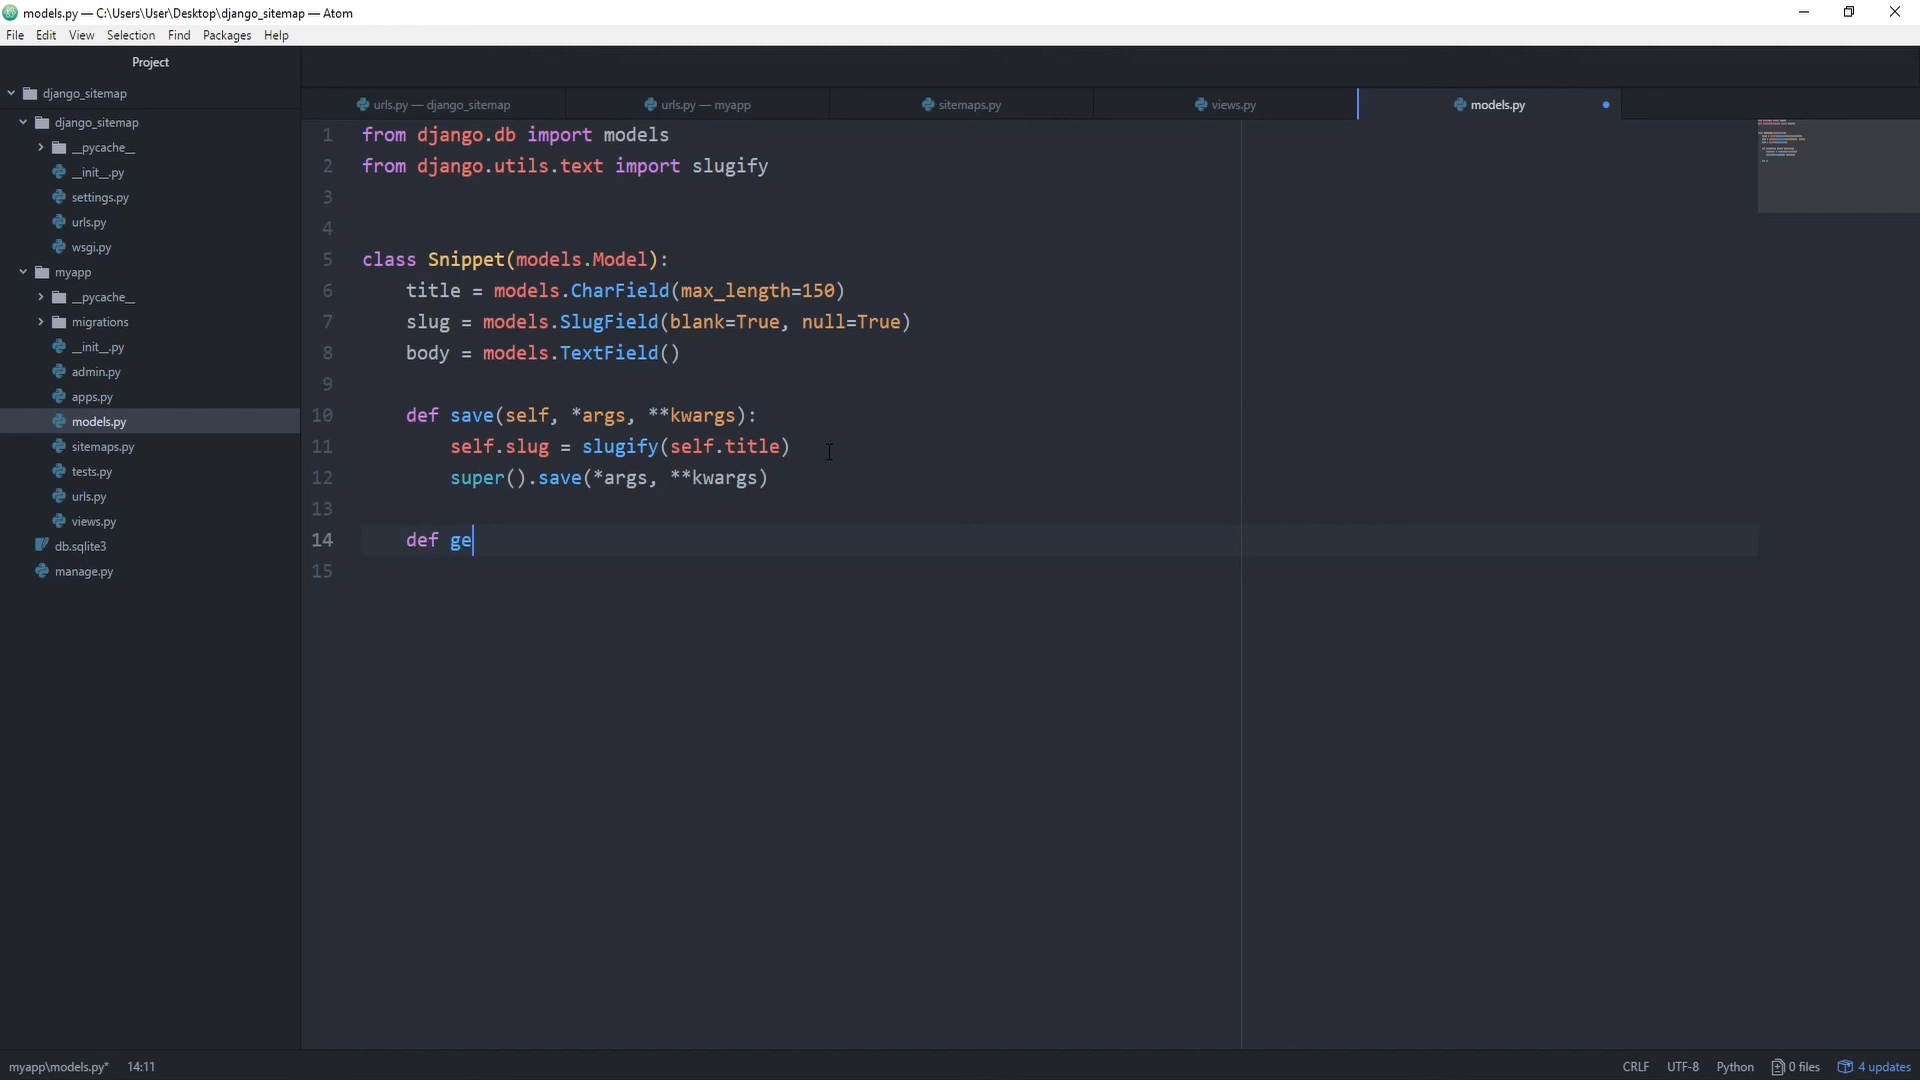 models.py — C:\Users\User\Desktop\django_sitemap — Atom
File Edit View Selection Find Packages Help
Project
django_sitemap
django_sitemap
__pycache__
__init__.py
settings.py
urls.py
wsgi.py
myapp
__pycache__
migrations
__init__.py
admin.py
apps.py
models.py
sitemaps.py
tests.py
urls.py
views.py
db.sqlite3
manage.py
urls.py — django_sitemap urls.py — myapp sitemaps.py views.py models.py
1 from django.db import models
2 from django.utils.text import slugify
3
4
5 class Snippet(models.Model):
6     title = models.CharField(max_length=150)
7     slug = models.SlugField(blank=True, null=True)
8     body = models.TextField()
9
10     def save(self, *args, **kwargs):
11         self.slug = slugify(self.title)
12         super().save(*args, **kwargs)
13
14     def ge
15
myapp\models.py* 14:11 CRLF UTF-8 Python 0 files 4 updates